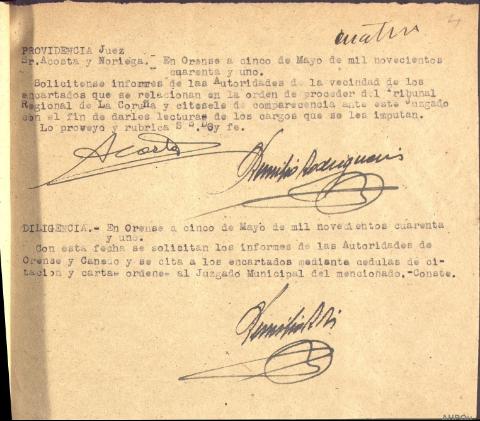 cuatro
4
PROVIDENCIA Juez
Sr. Acosta y Noriega.- En Orense a cinco de Mayo de mil novecientos
cuarenta y uno.
Solicitense informes de las Autoridades de la vecindad de los
encartados que se relacionan en la orden de proceder del Tribunal
Regional de La Coruña y citesele de comparecencia ante este Juzgado
con el fin de darles lectura de los cargos que se les imputan.
Lo proveyo y rubrica S Sª Doy fe.
Acosta
DILIGENCIA.- En Orense a cinco de Mayo de mil novecientos cuarenta
y uno.
Con esta fecha se solicitan los informes de las Autoridades de
Orense y Canedo y se cita a los encartados mediante cedulas de ci-
tacion y carta= orden= al Juzgado Municipal del mencionado.-Conste.